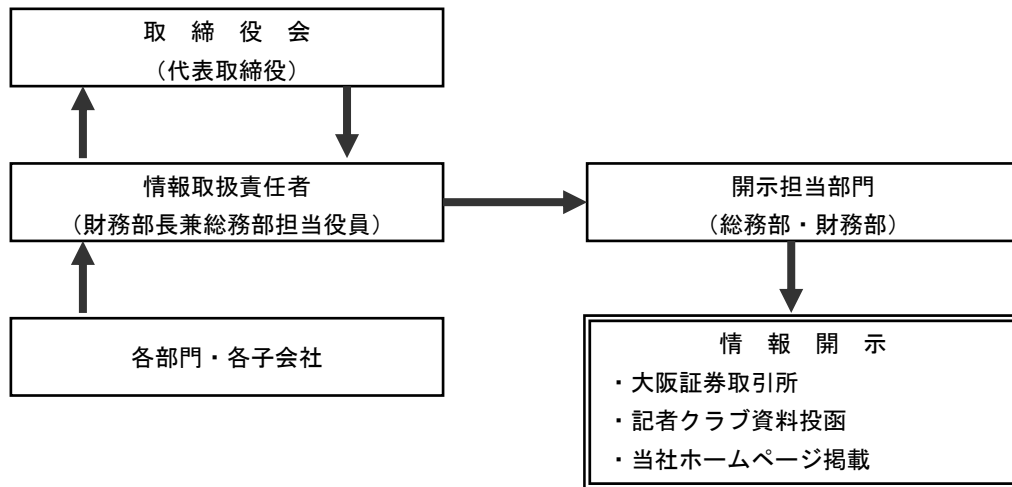 取　締　役　会
（代表取締役）
情報取扱責任者
（財務部長兼総務部担当役員）
開示担当部門
（総務部・財務部）
各部門・各子会社
情　報　開　示
・大阪証券取引所
・記者クラブ資料投函
・当社ホームページ掲載